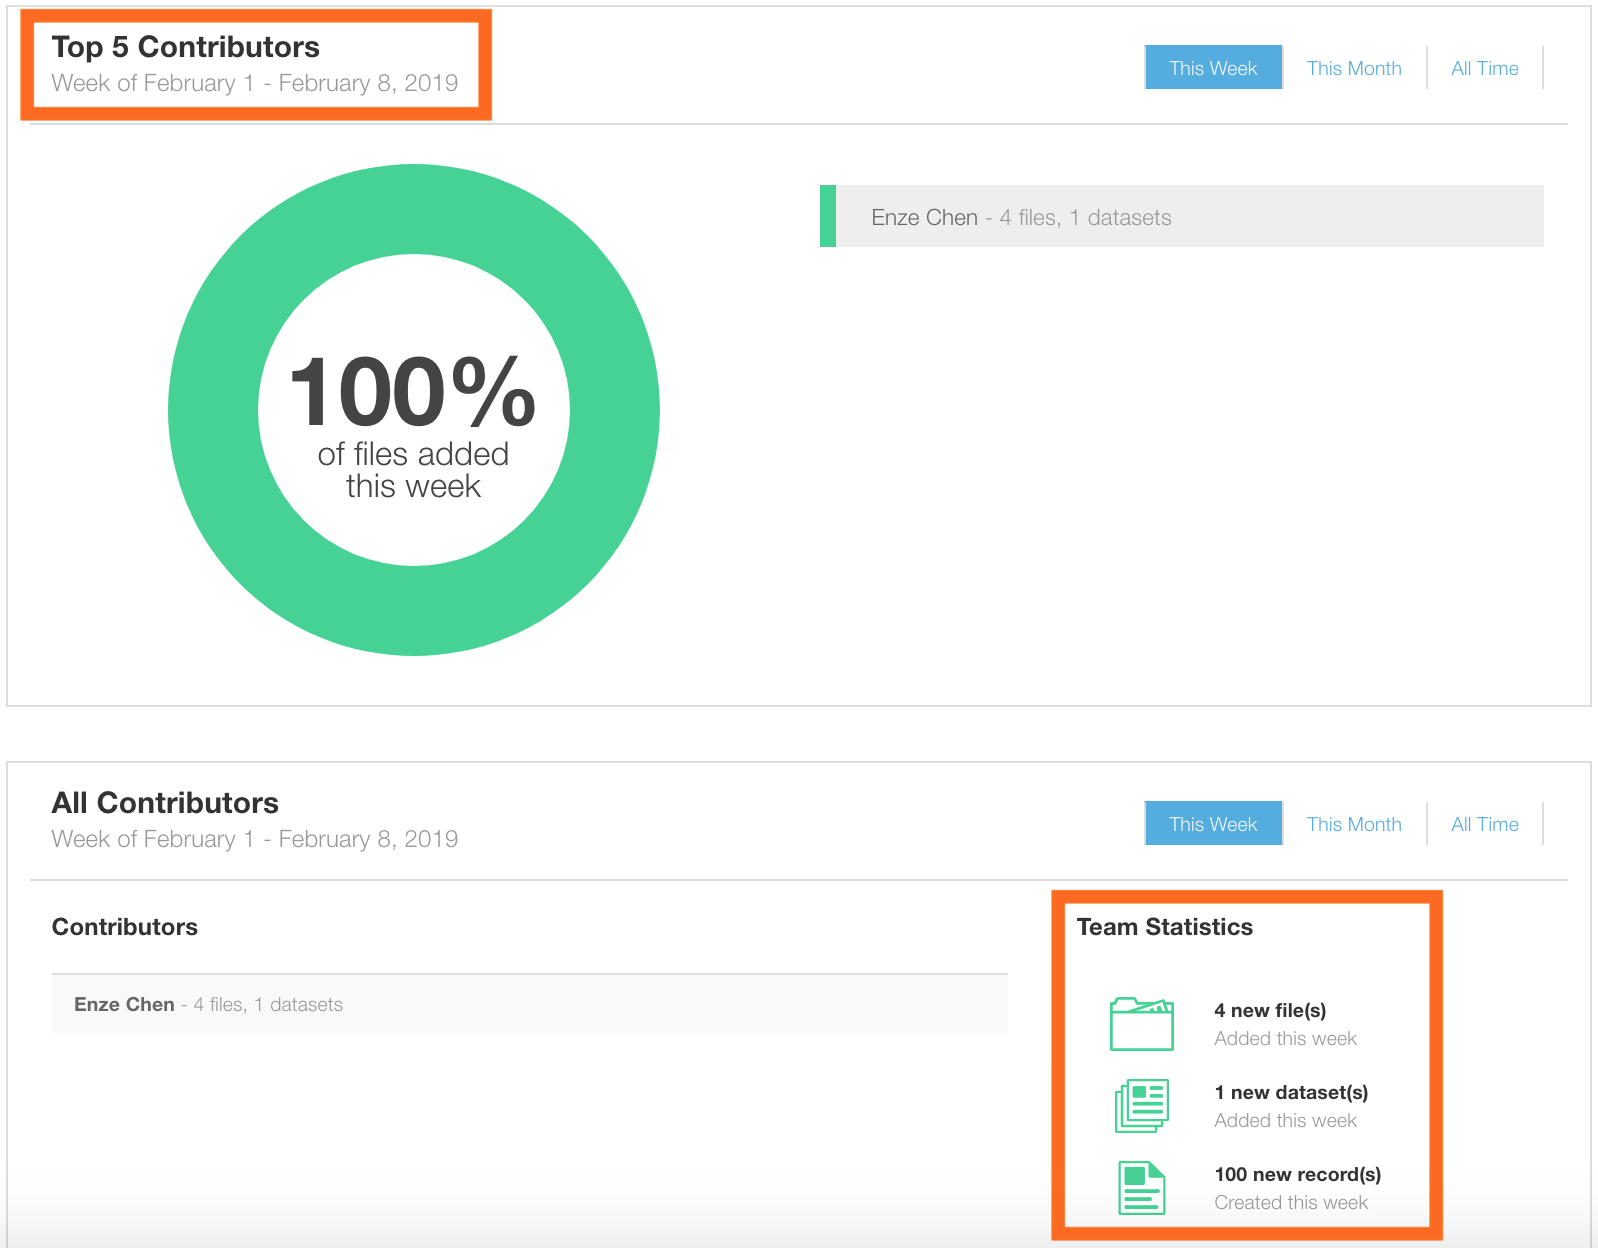 Top 5 Contributors
Week of February 1 - February 8, 2019
This Week
This Month
All Time
100%
of files added
this week
Enze Chen - 4 files, 1 datasets
All Contributors
Week of February 1 - February 8, 2019
This Week
This Month
All Time
Contributors
Enze Chen - 4 files, 1 datasets
Team Statistics
4 new file(s)
Added this week
1 new dataset(s)
Added this week
100 new record(s)
Created this week